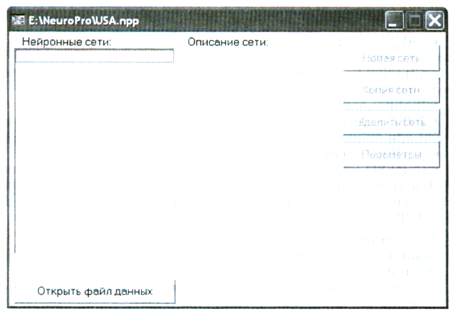 E:\NeuroPro\USA.npp
Нейронные сети:
Описание сети:
Новая сеть
Копия сети
Удалить сеть
Параметры
Открыть файл данных